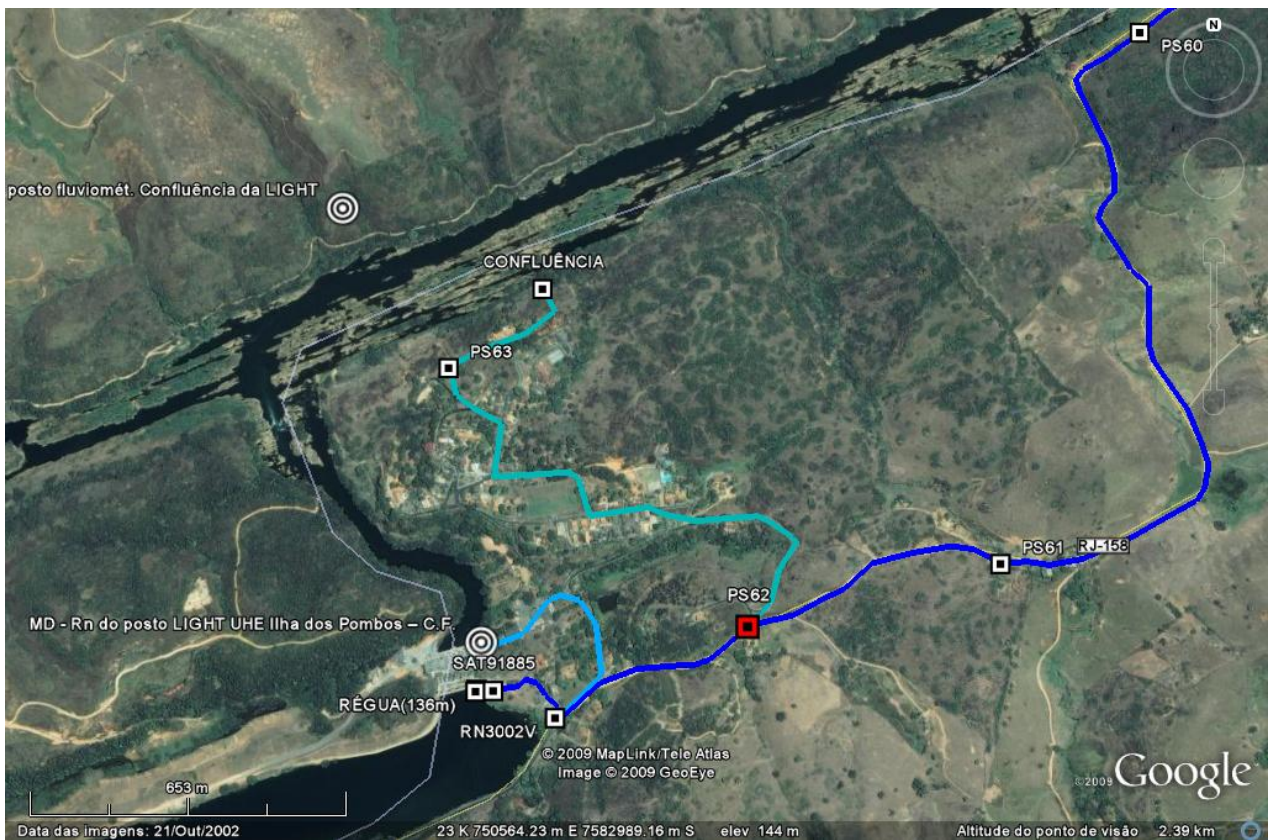 N
PS60
posto fluviomét. Confluência da LIGHT
CONFLUÊNCIA
PS63
PS61
RJ-158
PS62
MD - Rn do posto LIGHT UHE Ilha dos Pombos – C.F.
SAT91885
RÉGUA(136m)
RN3002V
© 2009 MapLink/Tele Atlas
Image © 2009 GeoEye
©2009 Google
653 m
Data das imagens: 21/Out/2002
23 K 750564.23 m E 7582989.16 m S
elev 144 m
Altitude do ponto de visão 2.39 km